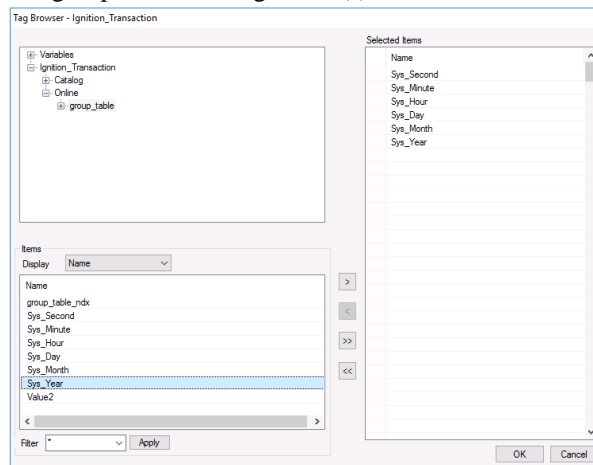 Tag Browser - Ignition_Transaction
Variables
Ignition_Transaction
Catalog
Online
group_table
Items
Display Name
Name
group_table_ndx
Sys_Second
Sys_Minute
Sys_Hour
Sys_Day
Sys_Month
Sys_Year
Value2
Filter * Apply
>
<
>>
<<
Selected Items
Name
Sys_Second
Sys_Minute
Sys_Hour
Sys_Day
Sys_Month
Sys_Year
OK Cancel